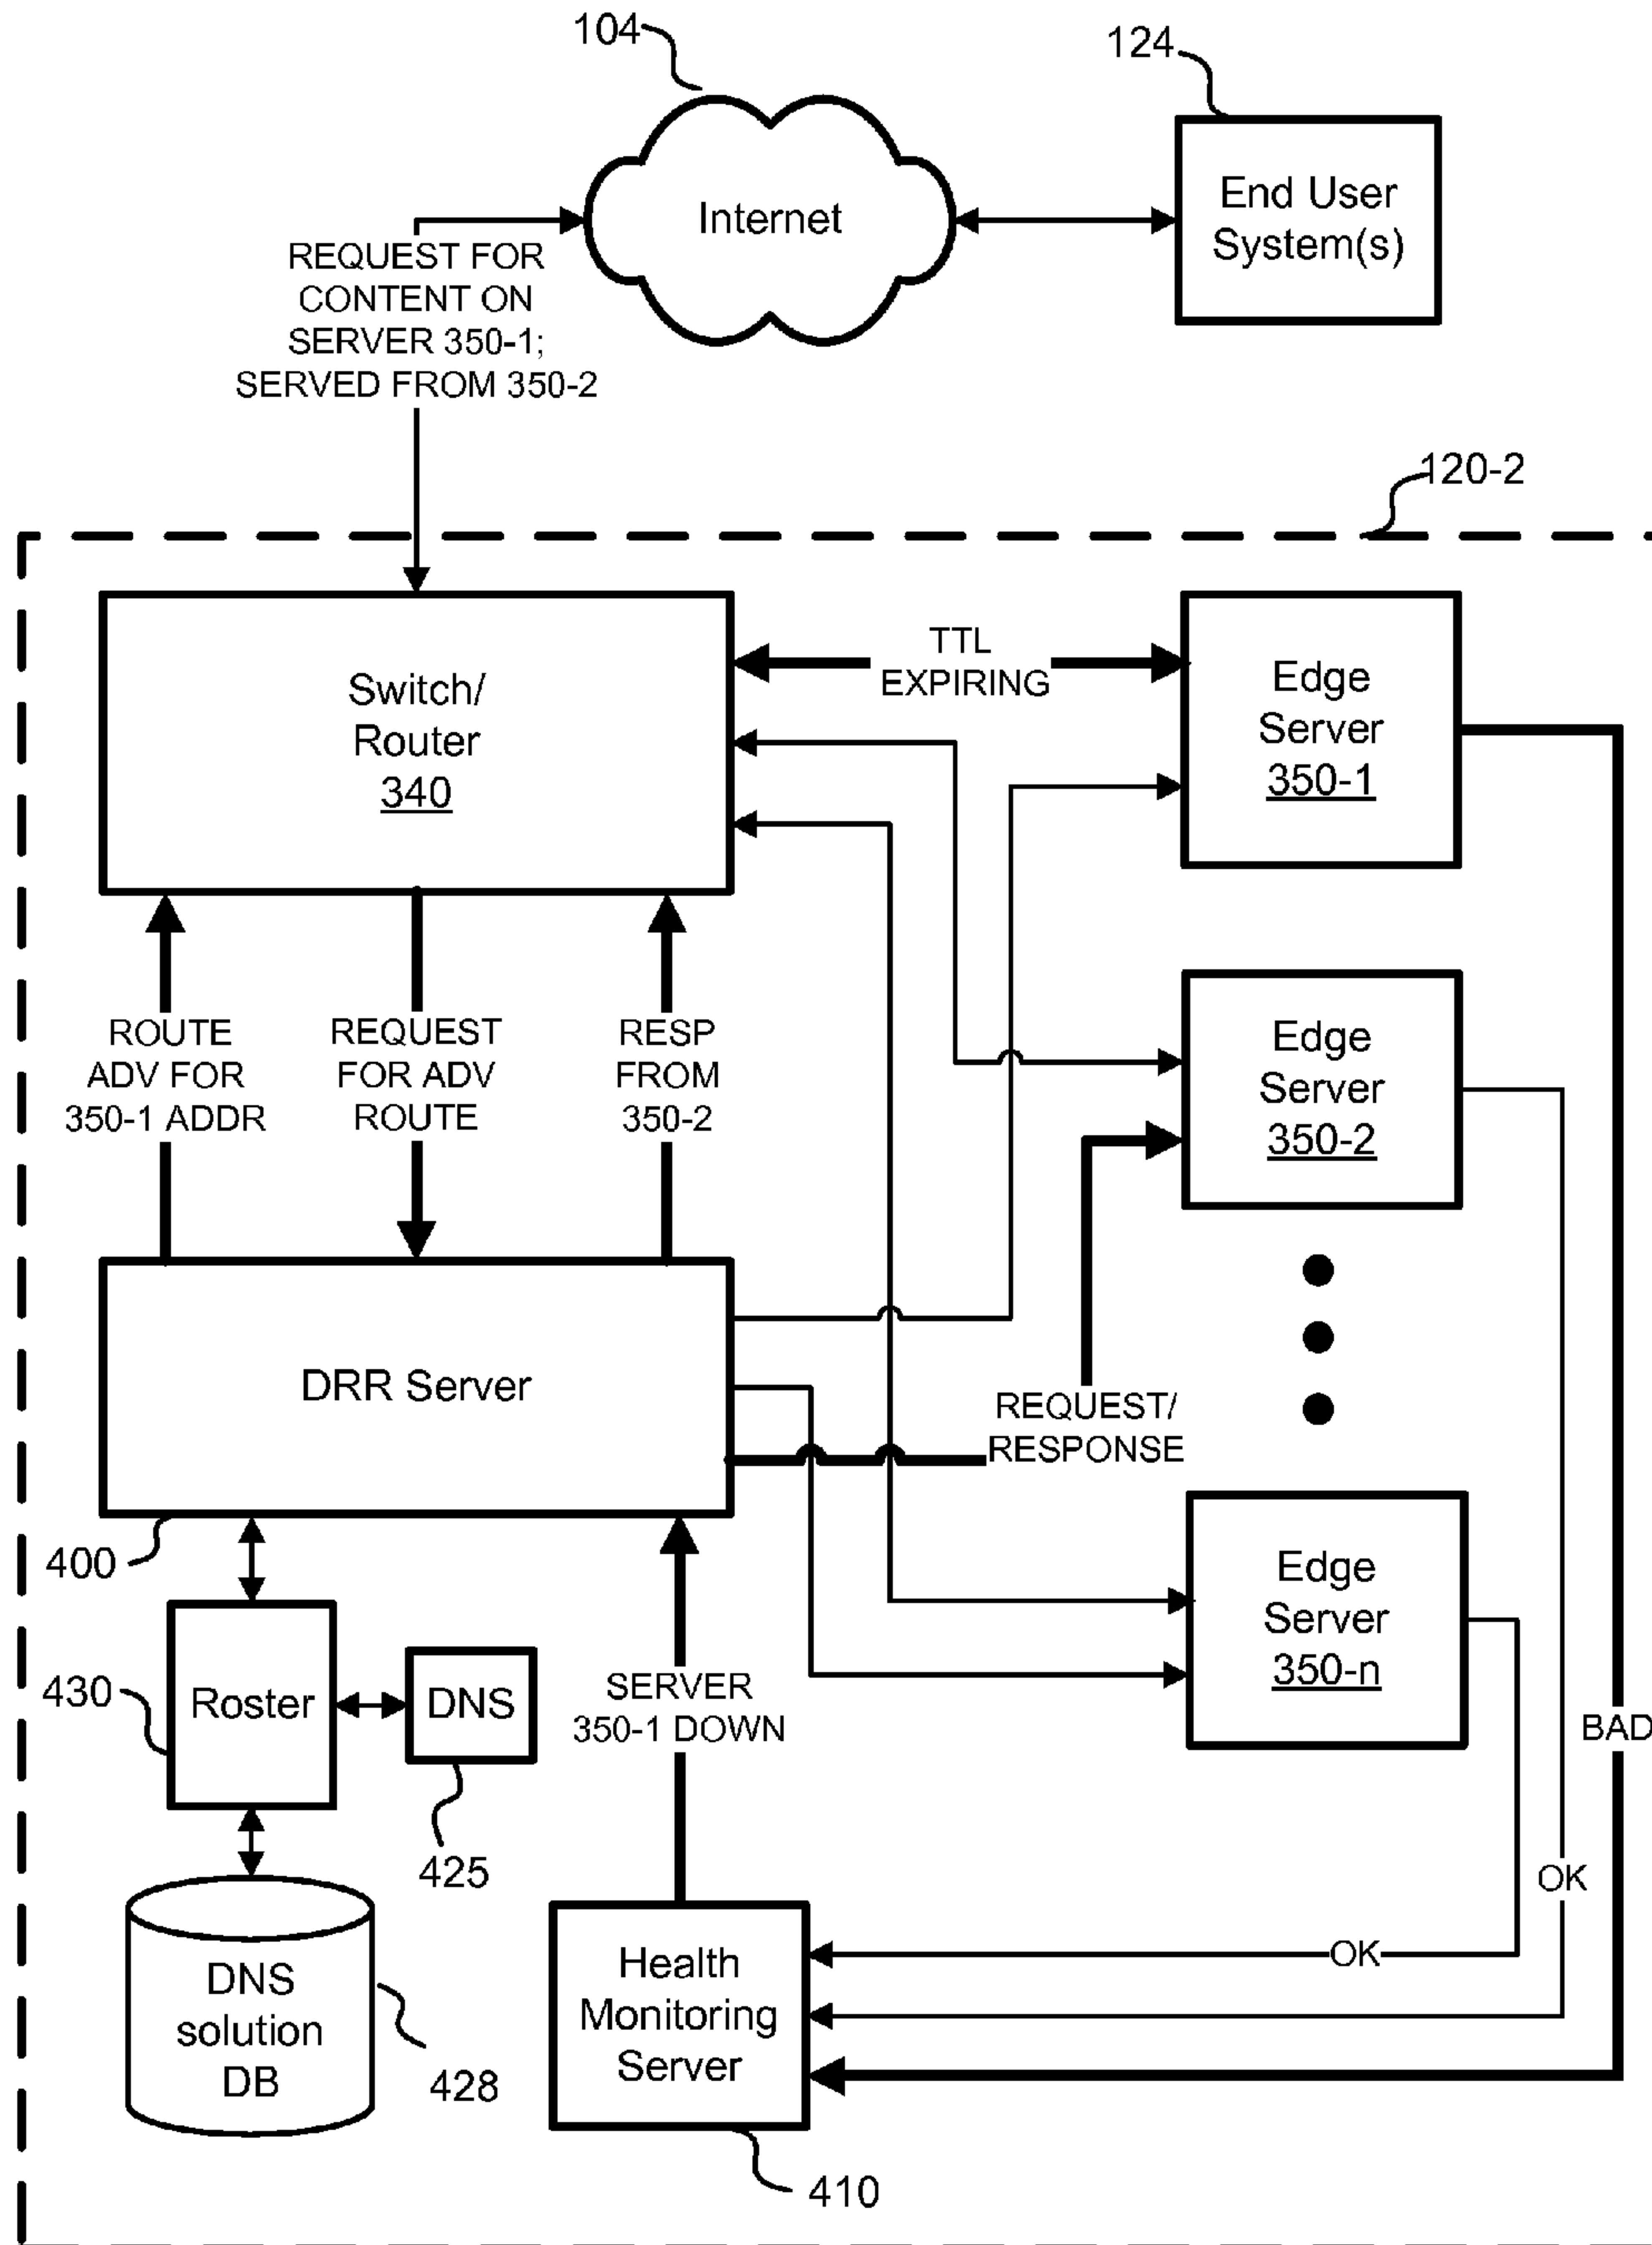 104
124
Internet
End User
System(s)
REQUEST FOR
CONTENT ON
SERVER 350-1;
SERVED FROM 350-2
120-2
Switch/
Router
340
TTL
EXPIRING
Edge
Server
350-1
ROUTE
ADV FOR
350-1 ADDR
REQUEST
FOR ADV
ROUTE
RESP
FROM
350-2
Edge
Server
350-2
DRR Server
REQUEST/
RESPONSE
400
Edge
Server
350-n
430
Roster
DNS
425
SERVER
350-1 DOWN
BAD
OK
OK
DNS
solution
DB
428
Health
Monitoring
Server
410